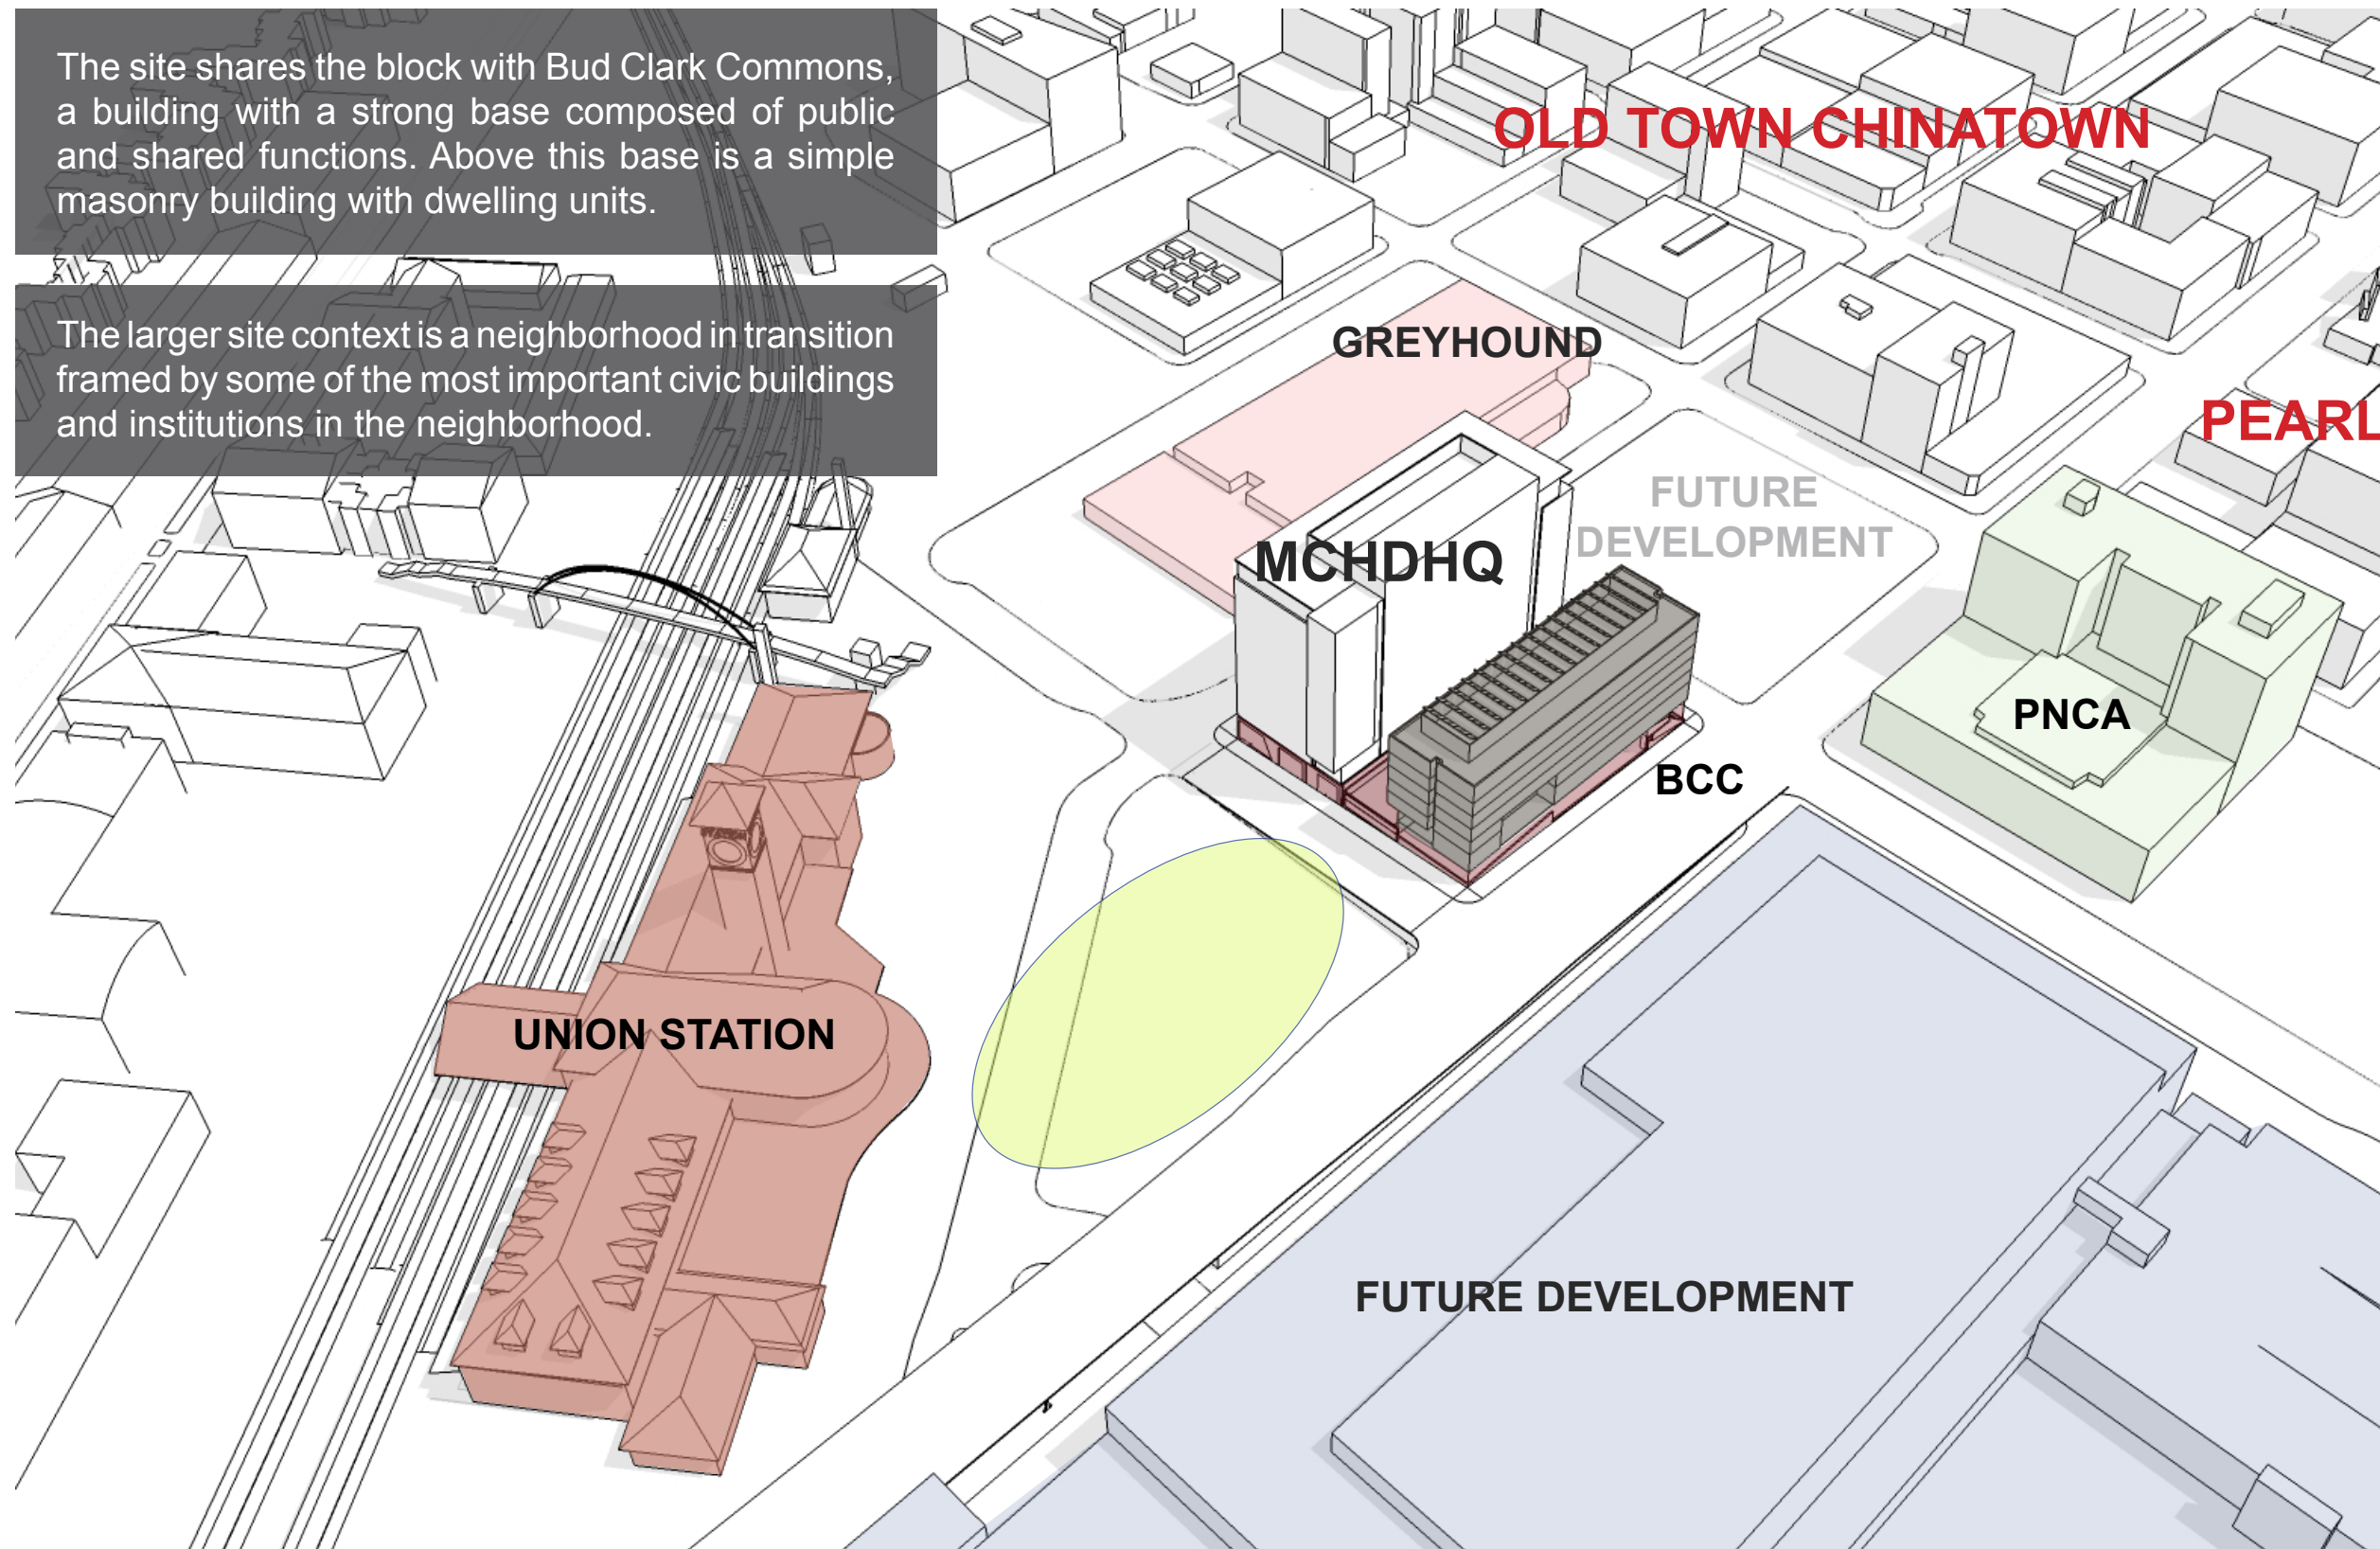 The site shares the block with Bud Clark Commons,
a building with a strong base composed of public
and shared functions. Above this base is a simple
masonry building with dwelling units.
The larger site context is a neighborhood in transition
framed by some of the most important civic buildings
and institutions in the neighborhood.
OLD TOWN CHINATOWN
GREYHOUND
PEARL
FUTURE
DEVELOPMENT
MCHDHQ
PNCA
BCC
UNION STATION
FUTURE DEVELOPMENT